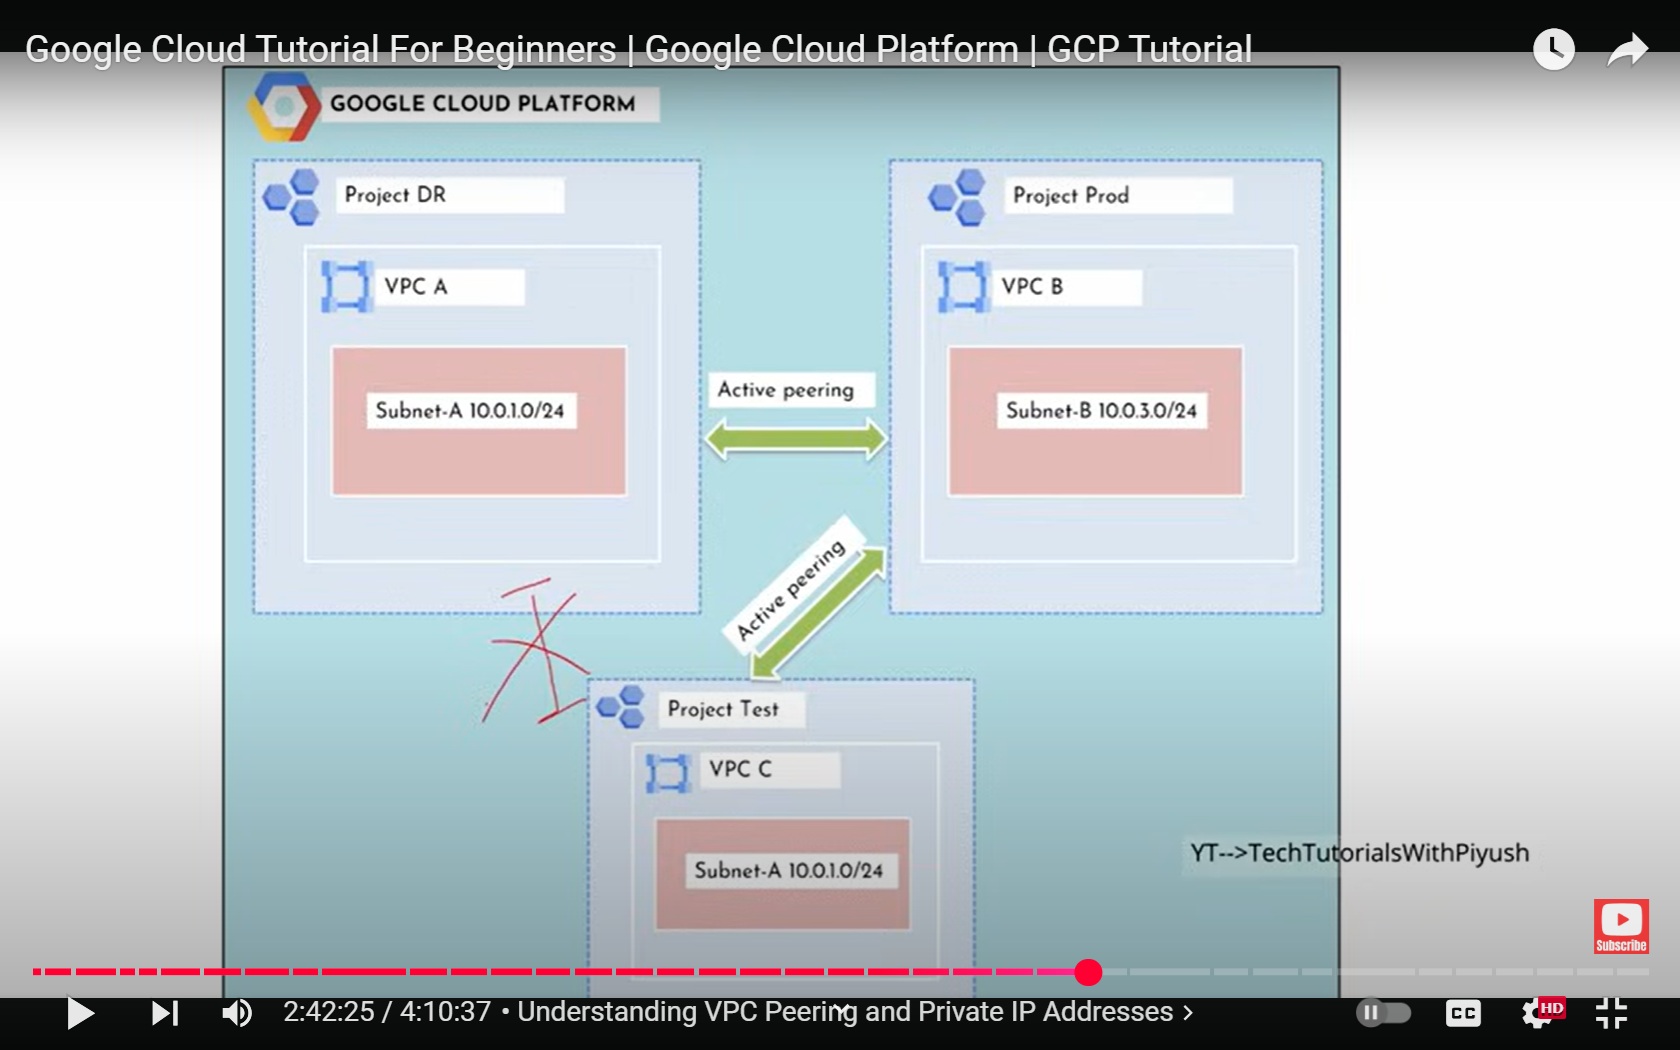 Google Cloud Tutorial For Beginners | Google Cloud Platform | GCP Tutorial
GOOGLE CLOUD PLATFORM
Project DR
Project Prod
VPC A
VPC B
Active peering
Subnet-A 10.0.1.0/24
Subnet-B 10.0.3.0/24
Active peering
Project Test
VPC C
Subnet-A 10.0.1.0/24
YT-->TechTutorialsWithPiyush
Subscribe
2:42:25 / 4:10:37 • Understanding VPC Peering and Private IP Addresses >
CC
HD